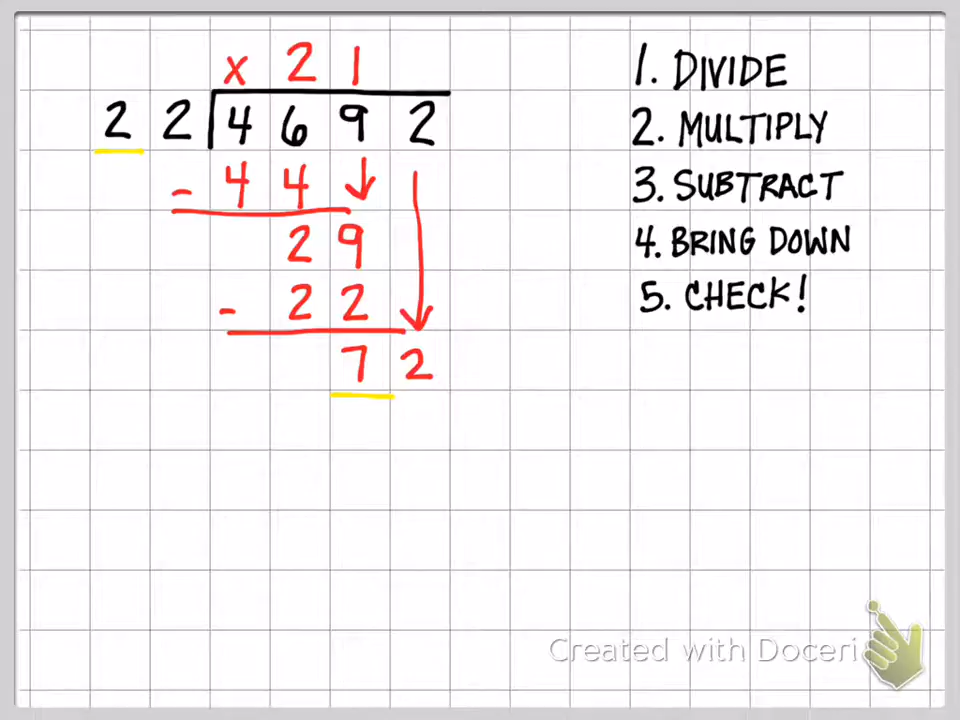 x 2 1
2 2 4 6 9 2
- 4 4
2 9
- 2 2
7 2
1. DIVIDE
2. MULTIPLY
3. SUBTRACT
4. BRING DOWN
5. CHECK!
Created with Doceri